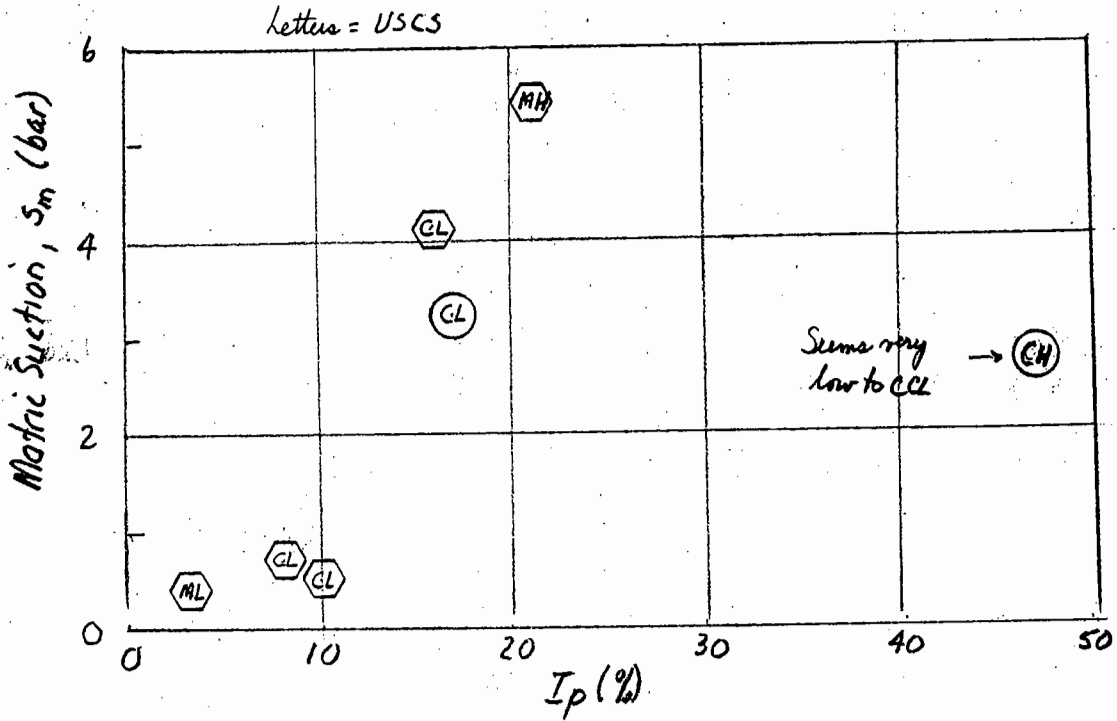 Letters = USCS
6
MH
Matric Suction, Sm (bar)
CL
4
CL
Seems very → CH
low to CCL
2
CL
CL
ML
0
0 10 20 30 40 50
Ip (%)